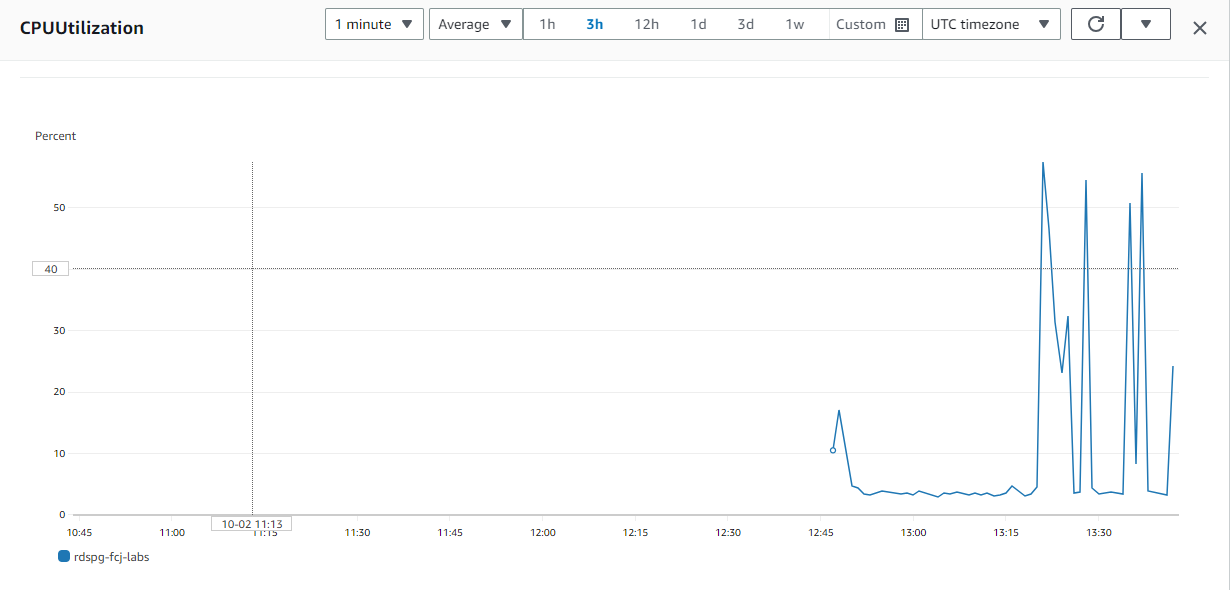 CPUUtilization
1 minute Average 1h 3h 12h 1d 3d 1w Custom UTC timezone
Percent
50
40
30
20
10
0
10-02 11:13
10:45 11:00 11:15 11:30 11:45 12:00 12:15 12:30 12:45 13:00 13:15 13:30
rdspg-fcj-labs